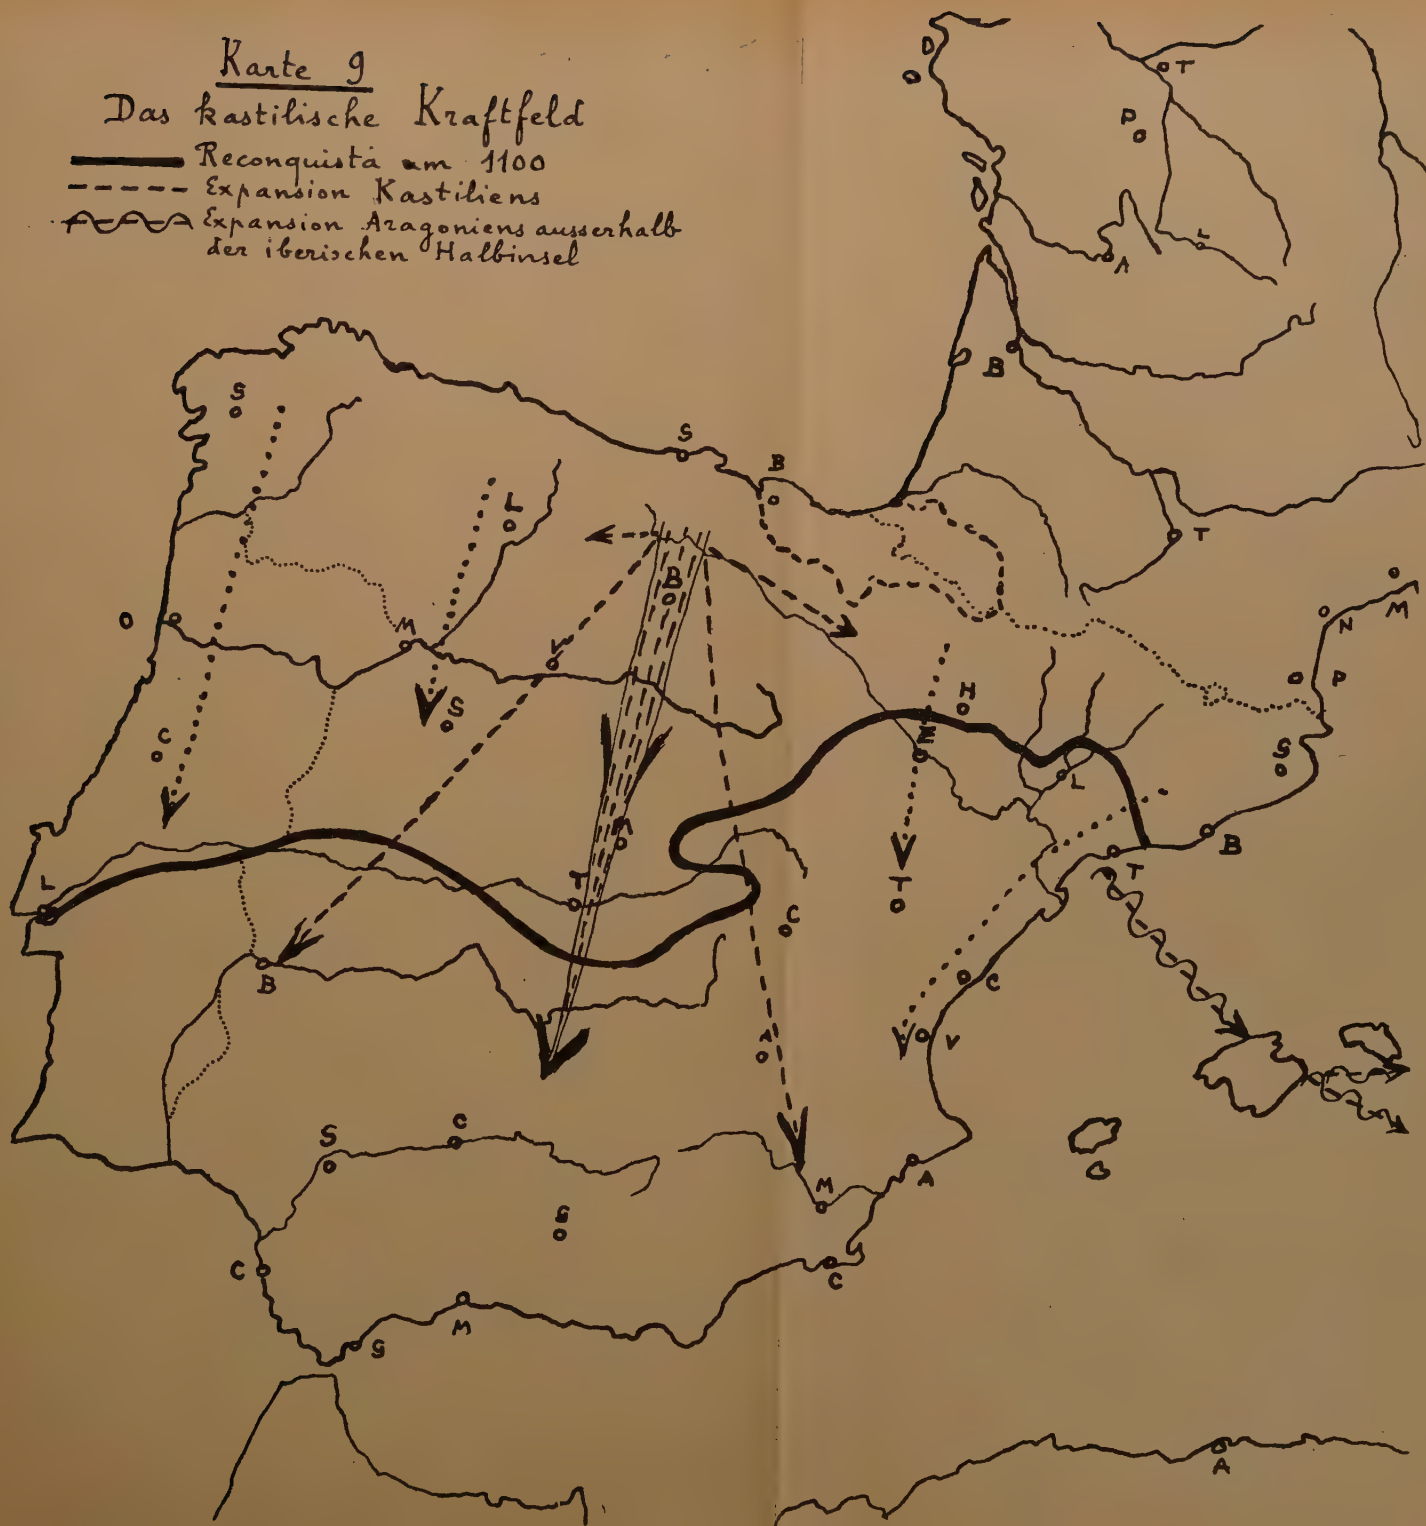 Karte 9
Das kastilische Kraftfeld
Reconquista um 1100
Expansion Kastiliens
Expansion Aragoniens ausserhalb
der iberischen Halbinsel
D
T
P
L
A
B
S
S
B
L
T
B
O
M
V
N
M
P
H
S
C
Z
S
L
M
B
L
T
T
T
C
B
C
V
A
S
C
A
M
G
C
C
M
G
A